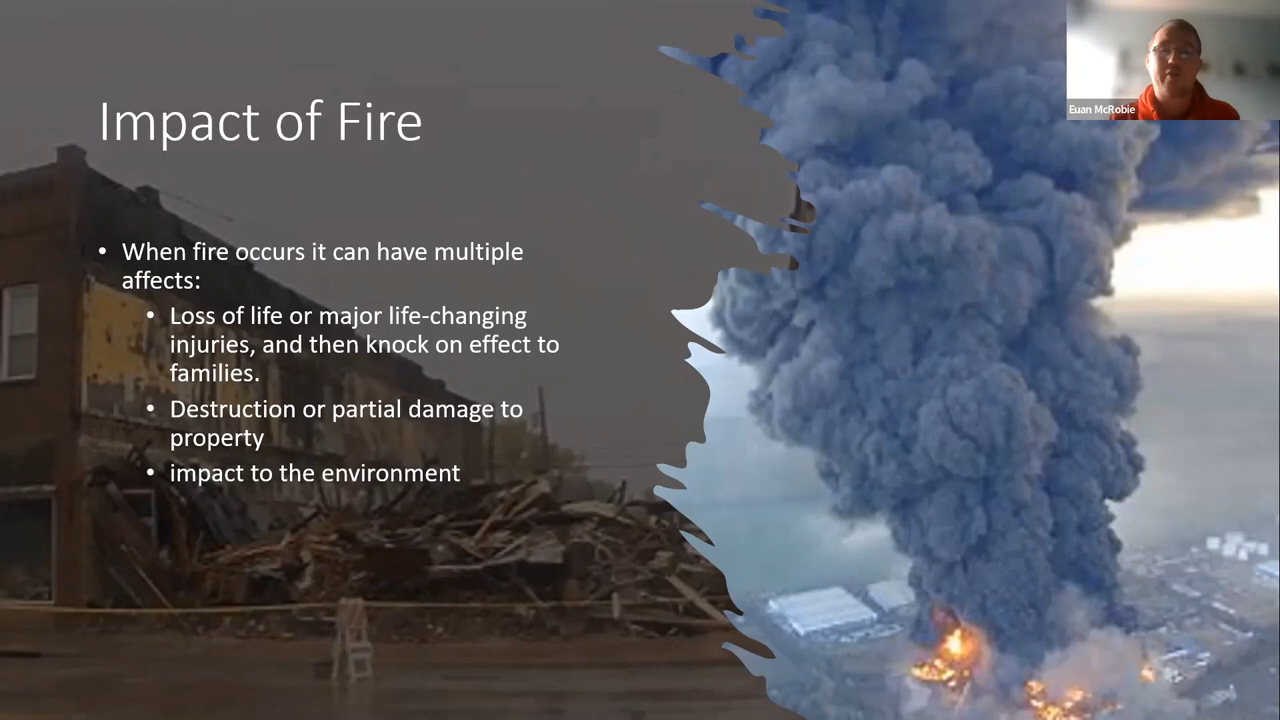 Impact of Fire
Euan McRobie
• When fire occurs it can have multiple
affects:
• Loss of life or major life-changing
injuries, and then knock on effect to
families.
• Destruction or partial damage to
property
• impact to the environment